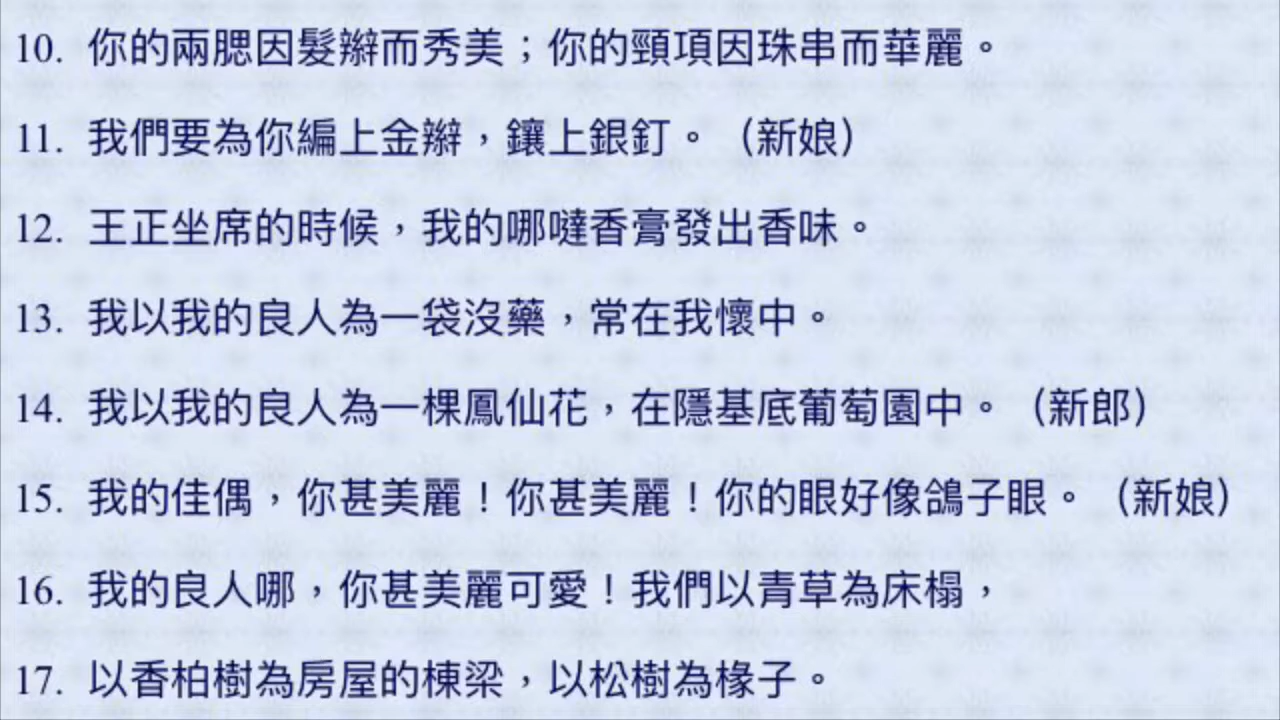 10. 你的兩腮因髮辮而秀美；你的頸項因珠串而華麗。
11. 我們要為你編上金辮，鑲上銀釘。（新娘）
12. 王正坐席的時候，我的哪噠香膏發出香味。
13. 我以我的良人為一袋沒藥，常在我懷中。
14. 我以我的良人為一棵鳳仙花，在隱基底葡萄園中。（新郎）
15. 我的佳偶，你甚美麗！你甚美麗！你的眼好像鴿子眼。（新娘）
16. 我的良人哪，你甚美麗可愛！我們以青草為床榻，
17. 以香柏樹為房屋的棟梁，以松樹為椽子。